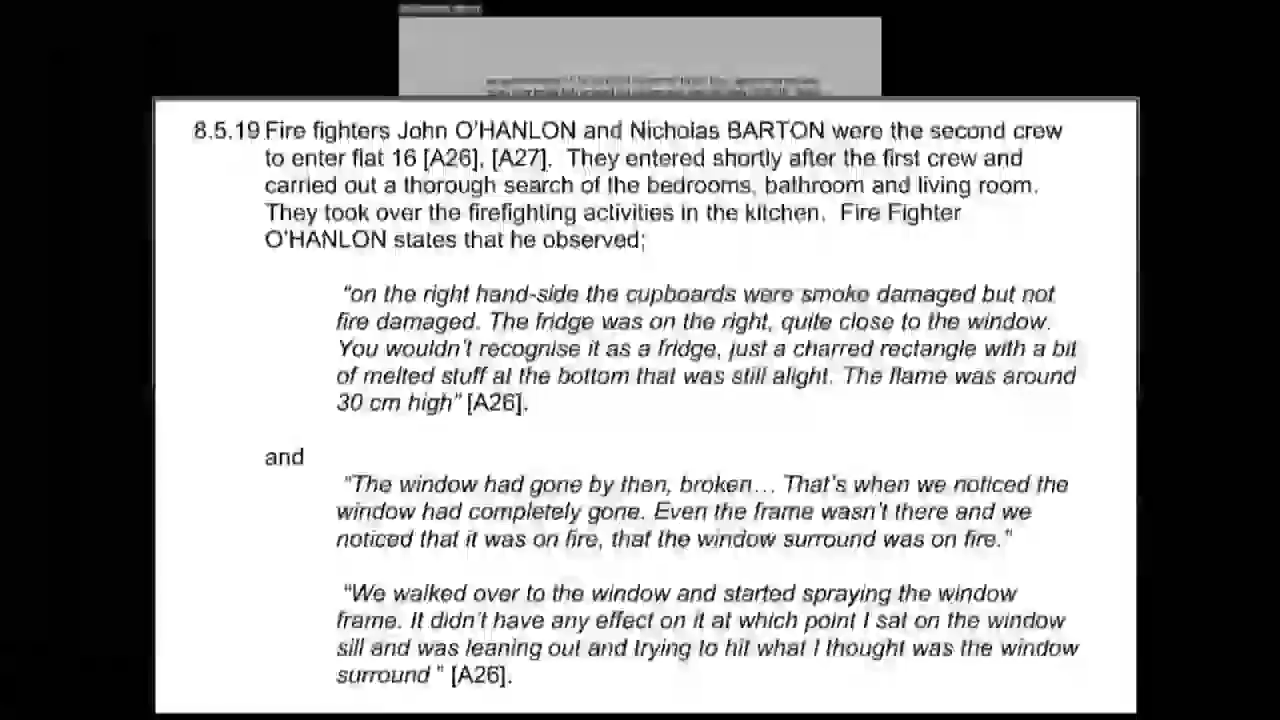 8.5.19 Fire fighters John O'HANLON and Nicholas BARTON were the second crew
to enter flat 16 [A26], [A27]. They entered shortly after the first crew and
carried out a thorough search of the bedrooms, bathroom and living room.
They took over the firefighting activities in the kitchen. Fire Fighter
O'HANLON states that he observed;
"on the right hand-side the cupboards were smoke damaged but not
fire damaged. The fridge was on the right, quite close to the window.
You wouldn't recognise it as a fridge, just a charred rectangle with a bit
of melted stuff at the bottom that was still alight. The flame was around
30 cm high" [A26].
and
"The window had gone by then, broken… That's when we noticed the
window had completely gone. Even the frame wasn't there and we
noticed that it was on fire, that the window surround was on fire."
"We walked over to the window and started spraying the window
frame. It didn't have any effect on it at which point I sat on the window
sill and was leaning out and trying to hit what I thought was the window
surround " [A26].